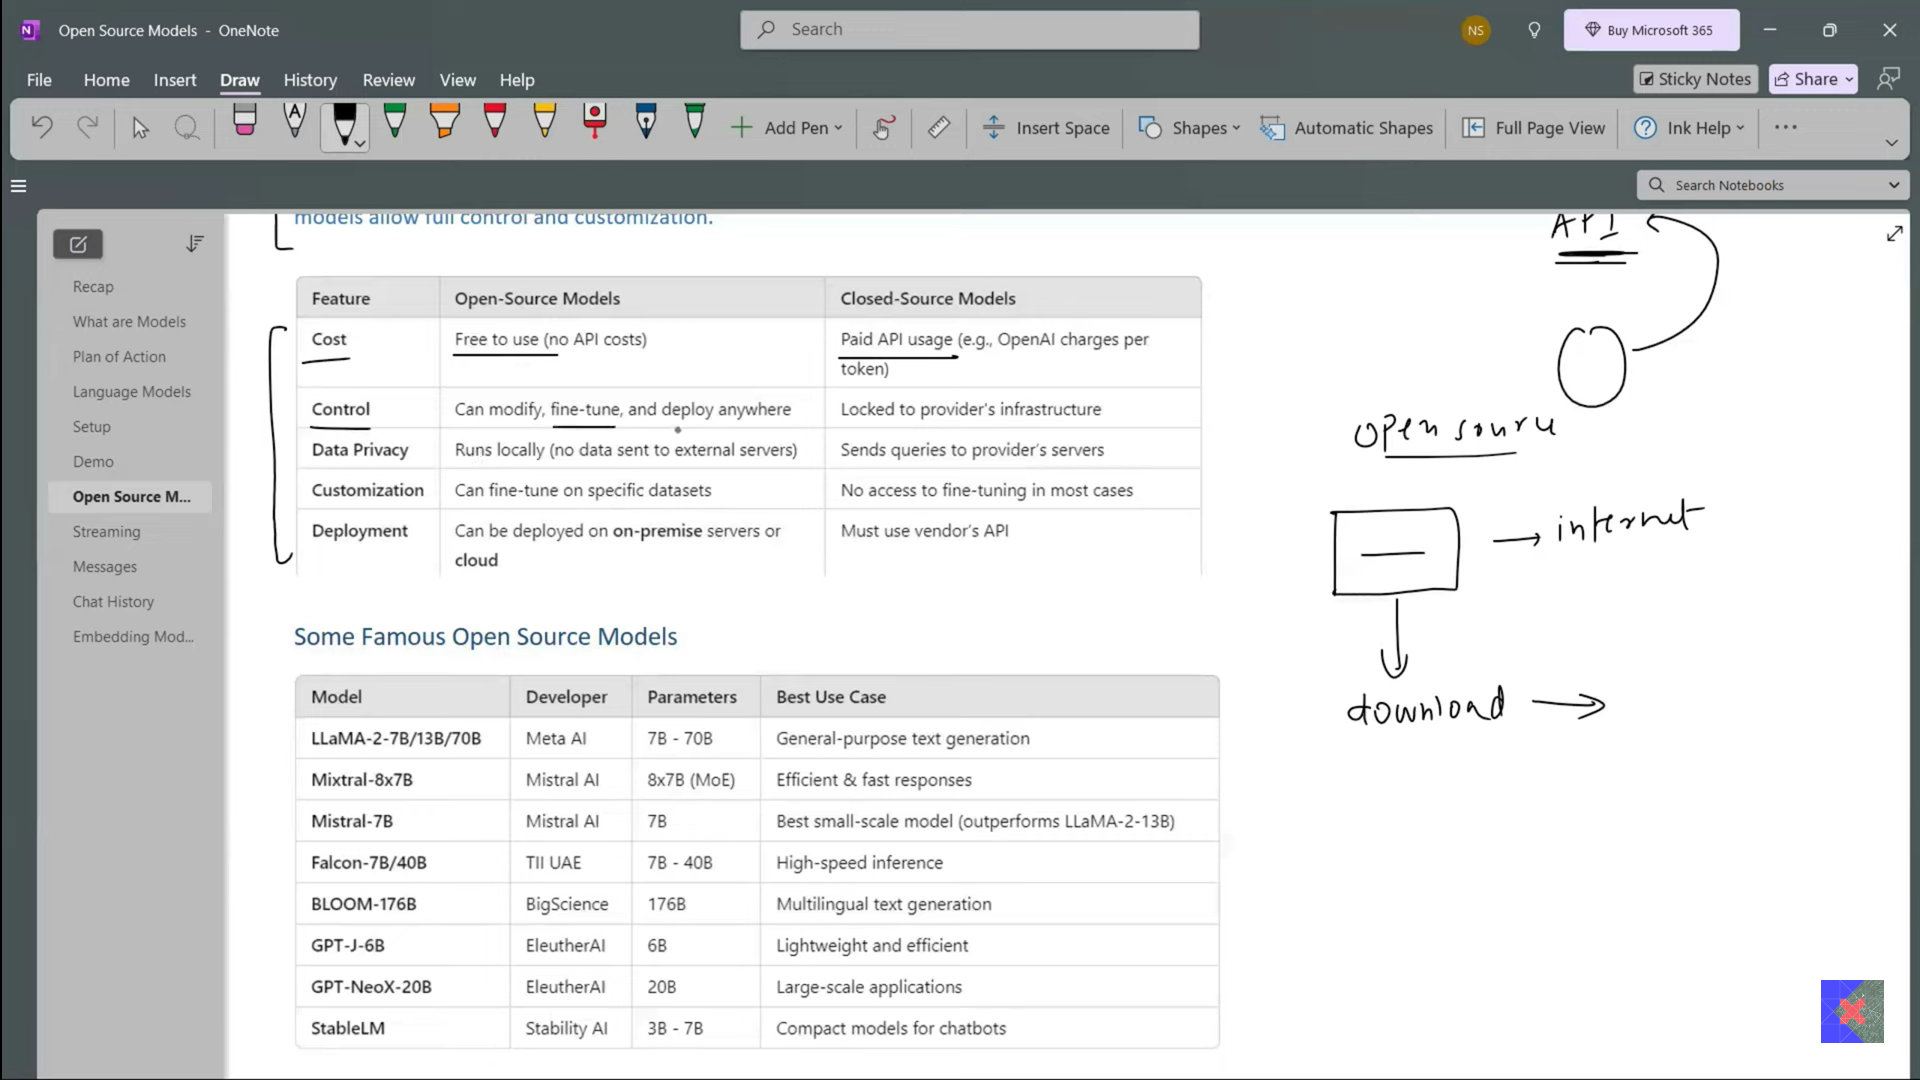 Open Source Models - OneNote
Search
NS
Buy Microsoft 365
File Home Insert Draw History Review View Help
Sticky Notes
Share
Add Pen
Insert Space
Shapes
Automatic Shapes
Full Page View
Ink Help
Search Notebooks
Recap
What are Models
Plan of Action
Language Models
Setup
Demo
Open Source M...
Streaming
Messages
Chat History
Embedding Mod...
models allow full control and customization.
Feature Open-Source Models Closed-Source Models
Cost Free to use (no API costs) Paid API usage (e.g., OpenAI charges per
token)
Control Can modify, fine-tune, and deploy anywhere Locked to provider's infrastructure
Data Privacy Runs locally (no data sent to external servers) Sends queries to provider's servers
Customization Can fine-tune on specific datasets No access to fine-tuning in most cases
Deployment Can be deployed on on-premise servers or Must use vendor's API
cloud
Some Famous Open Source Models
Model Developer Parameters Best Use Case
LLaMA-2-7B/13B/70B Meta AI 7B - 70B General-purpose text generation
Mixtral-8x7B Mistral AI 8x7B (MoE) Efficient & fast responses
Mistral-7B Mistral AI 7B Best small-scale model (outperforms LLaMA-2-13B)
Falcon-7B/40B TII UAE 7B - 40B High-speed inference
BLOOM-176B BigScience 176B Multilingual text generation
GPT-J-6B EleutherAI 6B Lightweight and efficient
GPT-NeoX-20B EleutherAI 20B Large-scale applications
StableLM Stability AI 3B - 7B Compact models for chatbots
API
open source
internet
download